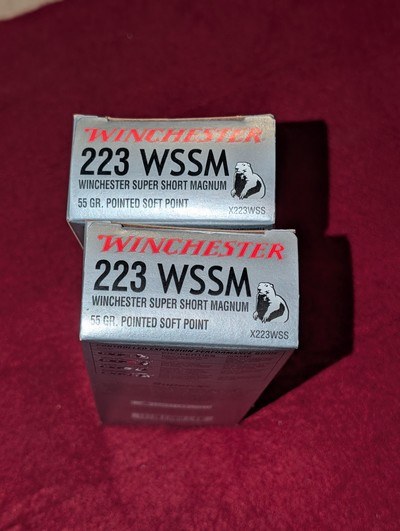 WINCHESTER
223 WSSM
WINCHESTER SUPER SHORT MAGNUM
55 GR. POINTED SOFT POINT
X223WSS
WINCHESTER
223 WSSM
WINCHESTER SUPER SHORT MAGNUM
55 GR. POINTED SOFT POINT
X223WSS